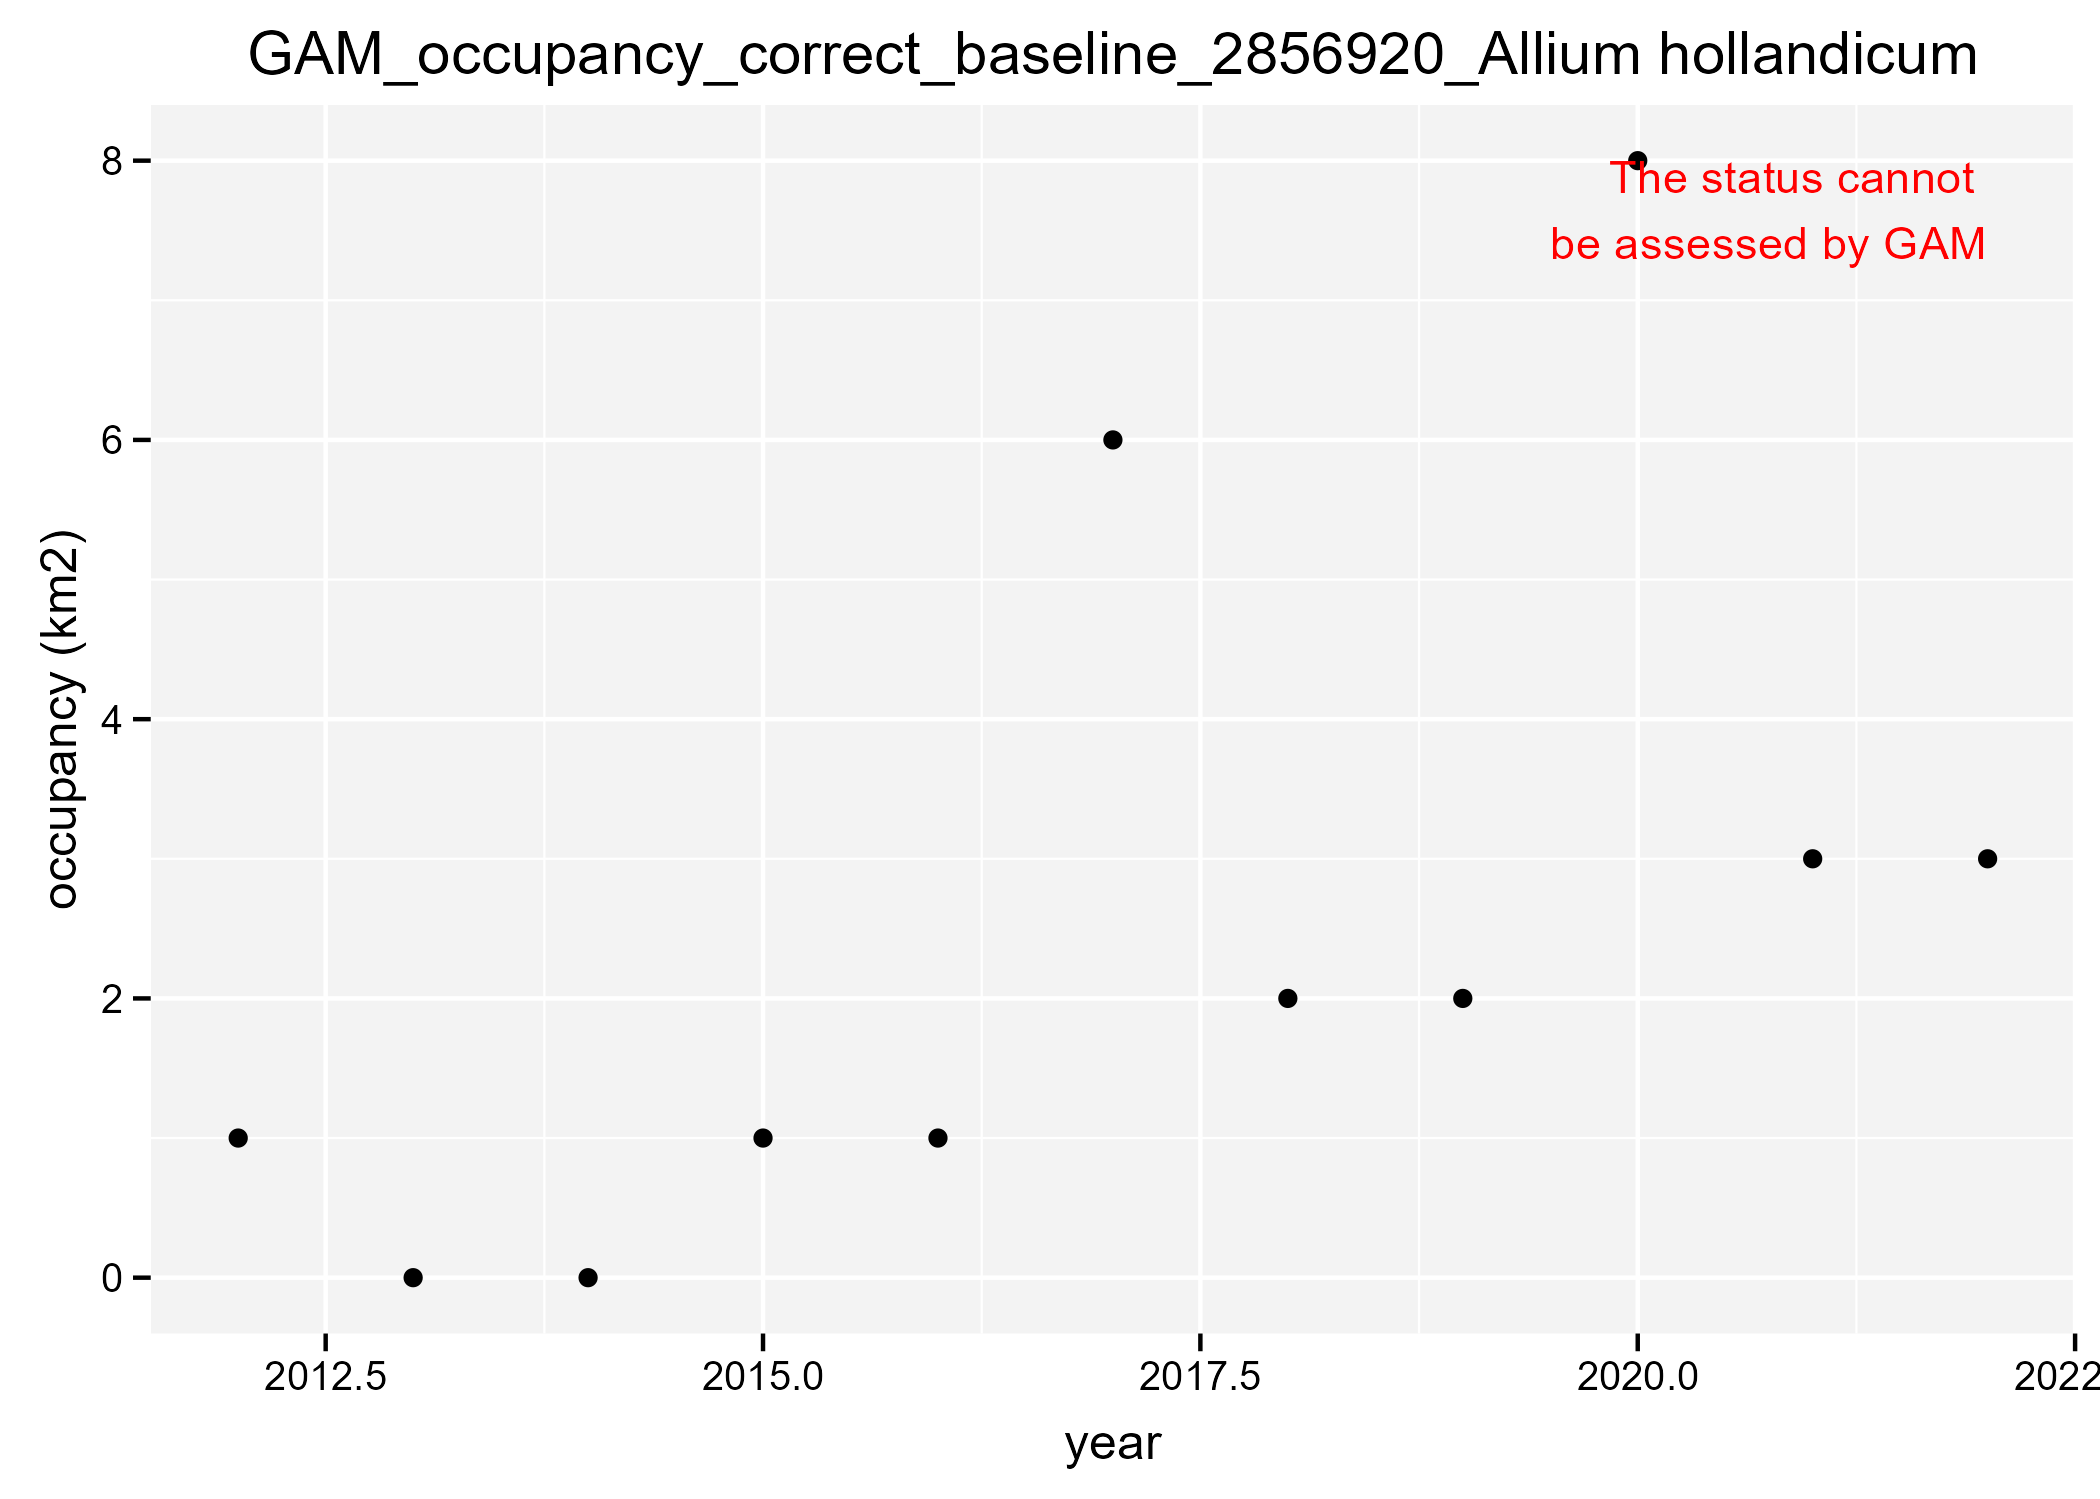 GAM_occupancy_correct_baseline_2856920_Allium hollandicum
8
The status cannot
be assessed by GAM
6
occupancy (km2)
4
2
0
2012.5 2015.0 2017.5 2020.0 2022
year